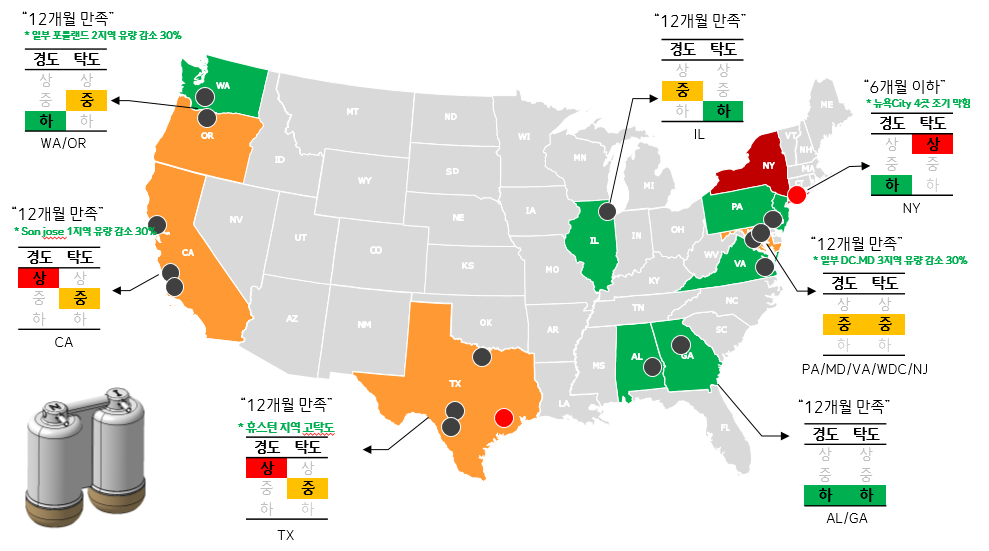 “12개월 만족”
* 일부 포틀랜드 2지역 유량 감소 30%
경도 탁도
상 상
중 중
하 하
WA/OR
“12개월 만족”
* San jose 1지역 유량 감소 30%
경도 탁도
상 상
중 중
하 하
CA
“12개월 만족”
* 휴스턴 지역 고탁도
경도 탁도
상 상
중 중
하 하
TX
“12개월 만족”
경도 탁도
상 상
중 중
하 하
IL
“6개월 이하”
* 뉴욕City 4곳 조기 막힘
경도 탁도
상 상
중 중
하 하
NY
“12개월 만족”
* 일부 DC.MD 3지역 유량 감소 30%
경도 탁도
상 상
중 중
하 하
PA/MD/VA/WDC/NJ
“12개월 만족”
경도 탁도
상 상
중 중
하 하
AL/GA
WA
OR
CA
NV
ID
MT
WY
UT
AZ
CO
NM
ND
SD
NE
KS
OK
TX
WI
MN
IA
MO
AR
LA
IL
MI
IN
OH
KY
TN
MS
AL
GA
FL
SC
NC
VA
WV
PA
NY
VT
NH
MA
ME